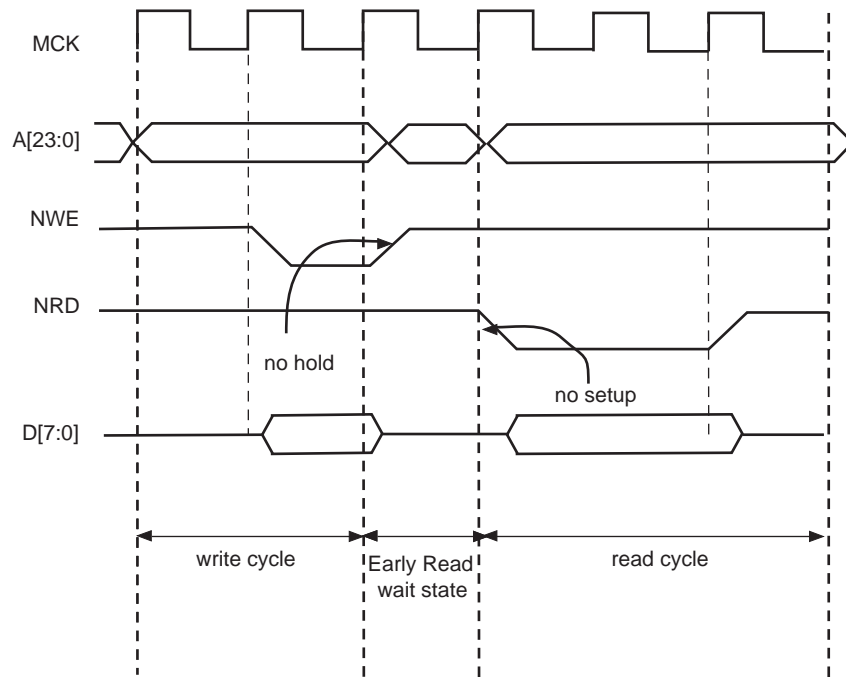 MCK
A[23:0]
NWE
NRD
no hold
no setup
D[7:0]
write cycle
Early Read
wait state
read cycle